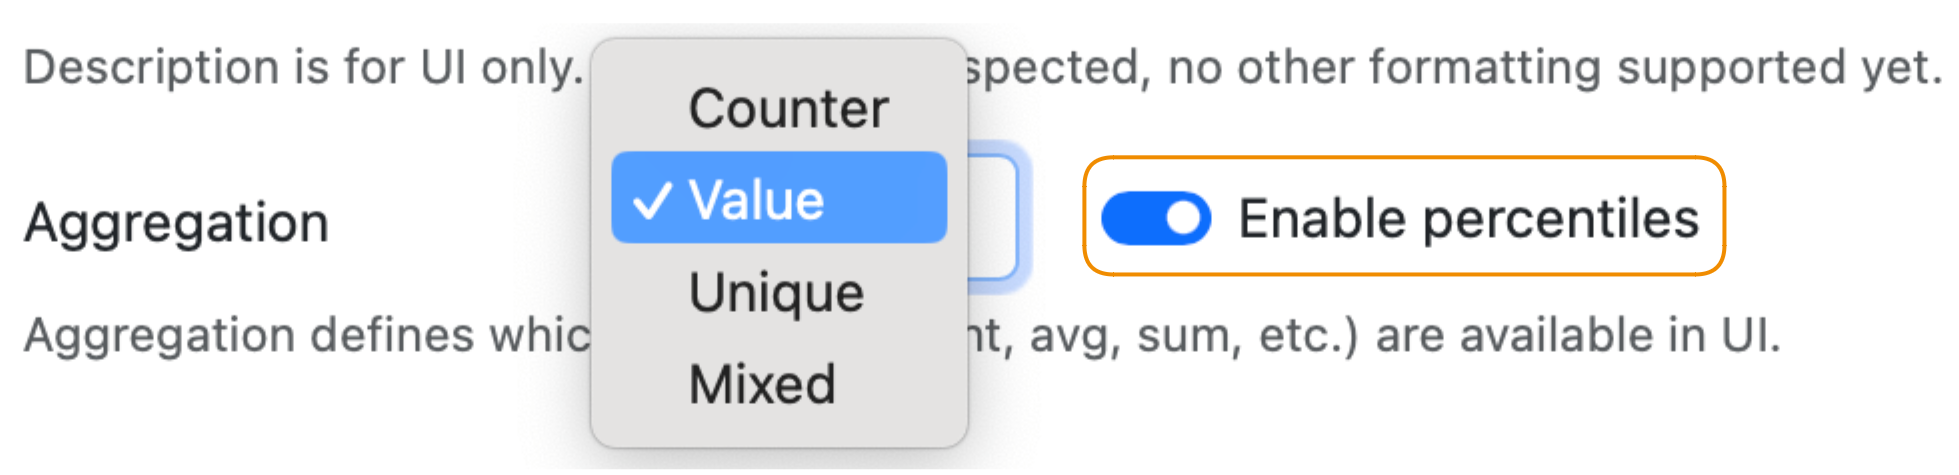 Description is for UI only. spected, no other formatting supported yet.
Counter
Aggregation
Value
Enable percentiles
Unique
Aggregation defines whic nt, avg, sum, etc.) are available in UI.
Mixed